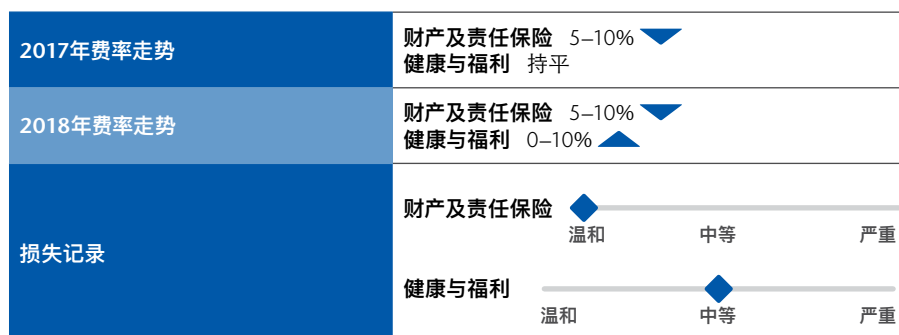 2017年费率走势
财产及责任保险 5–10%
健康与福利 持平
2018年费率走势
财产及责任保险 5–10%
健康与福利 0–10%
损失记录
财产及责任保险
温和 中等 严重
健康与福利
温和 中等 严重